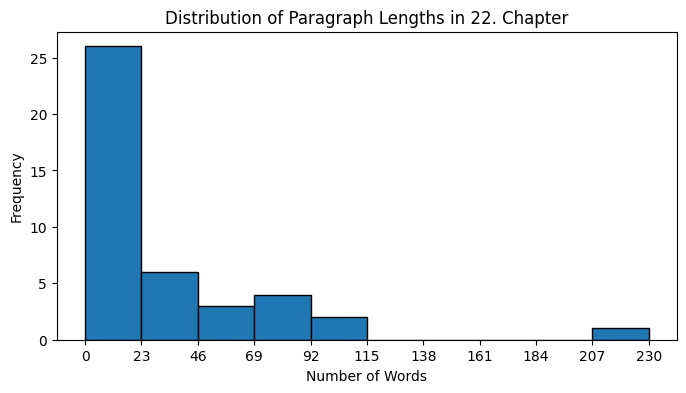 Distribution of Paragraph Lengths in 22. Chapter
25
20
15
10
5
0
Frequency
0 23 46 69 92 115 138 161 184 207 230
Number of Words